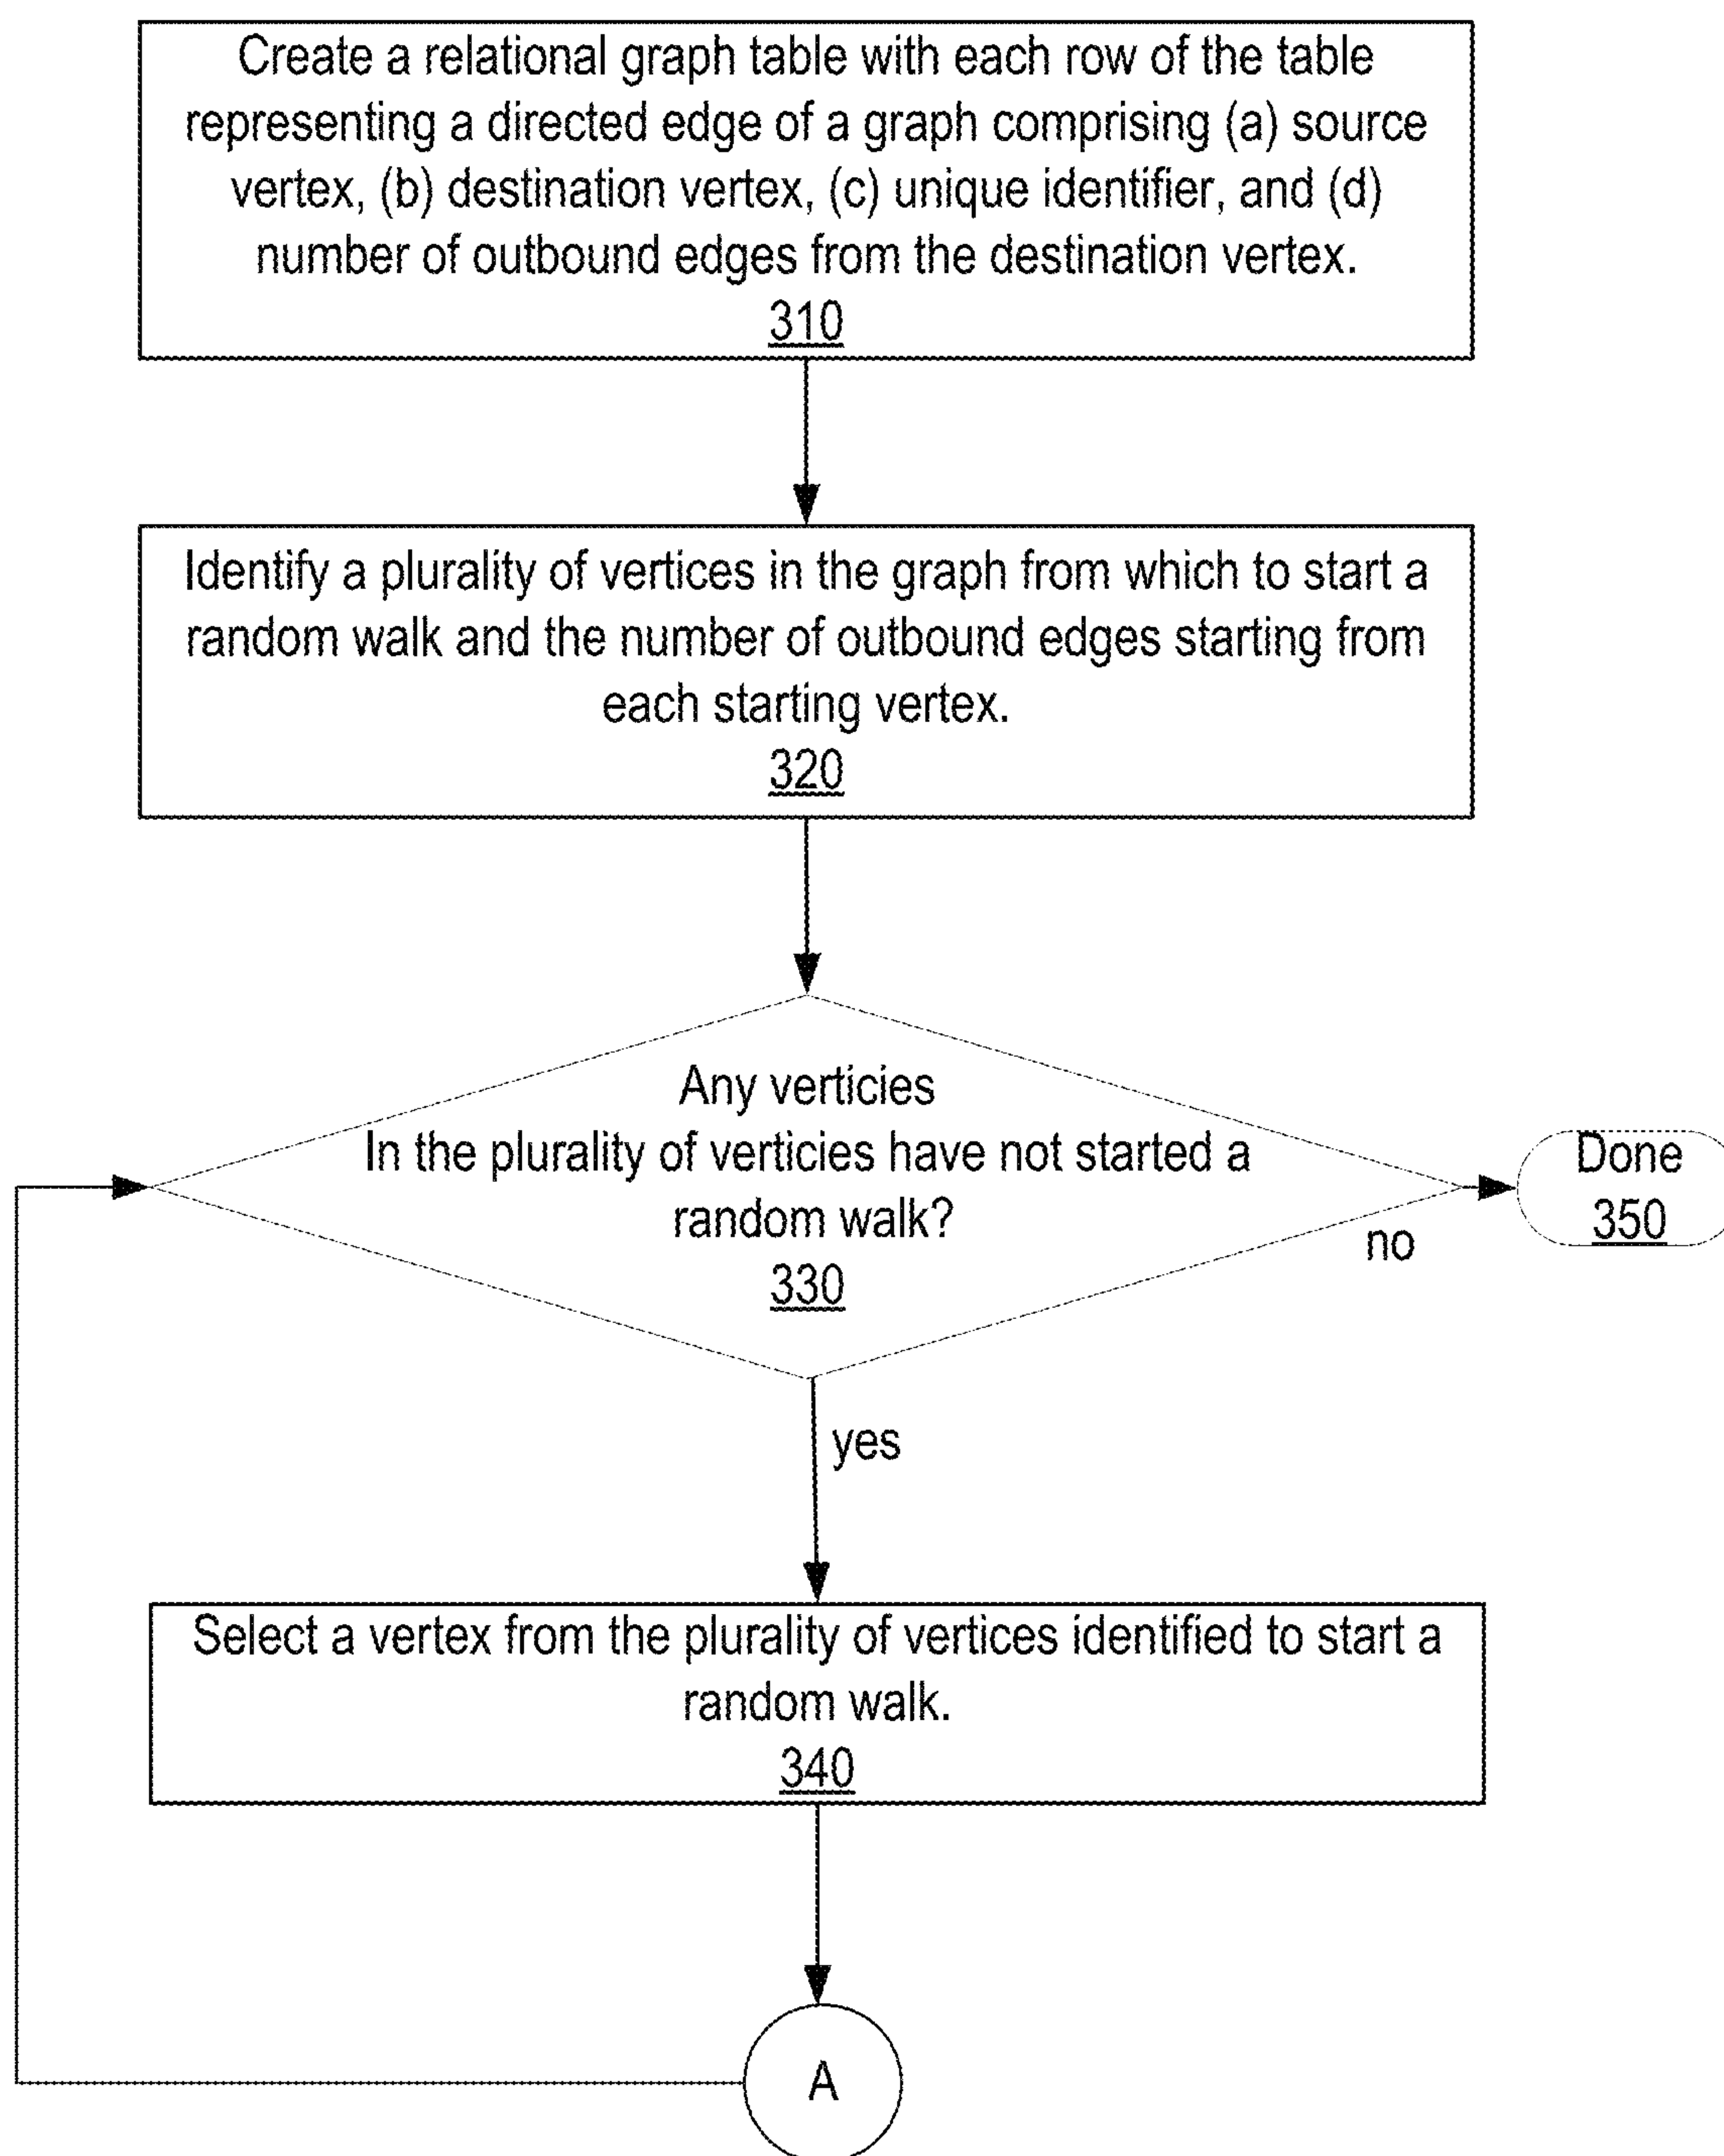 Create a relational graph table with each row of the table
representing a directed edge of a graph comprising (a) source
vertex, (b) destination vertex, (c) unique identifier, and (d)
number of outbound edges from the destination vertex.
310
Identify a plurality of vertices in the graph from which to start a
random walk and the number of outbound edges starting from
each starting vertex.
320
Any verticies
In the plurality of verticies have not started a
random walk?
330
no
Done
350
yes
Select a vertex from the plurality of vertices identified to start a
random walk.
340
A